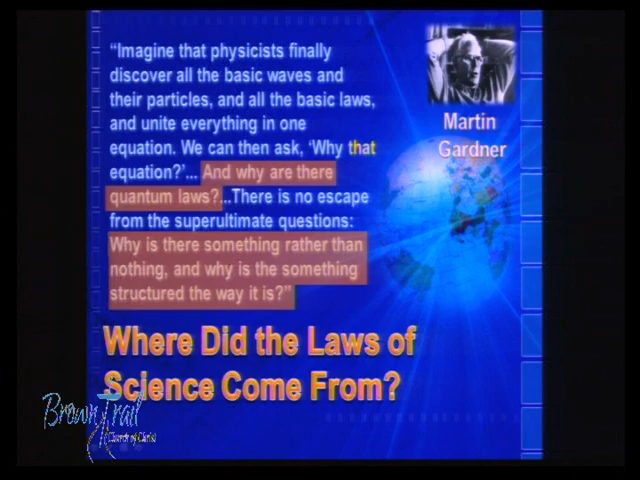 “Imagine that physicists finally
discover all the basic waves and
their particles, and all the basic laws,
and unite everything in one
equation. We can then ask, ‘Why that
equation?’... And why are there
quantum laws?...There is no escape
from the superultimate questions:
Why is there something rather than
nothing, and why is the something
structured the way it is?”
Martin
Gardner
Where Did the Laws of
Science Come From?
Brown Trail
Church of Christ